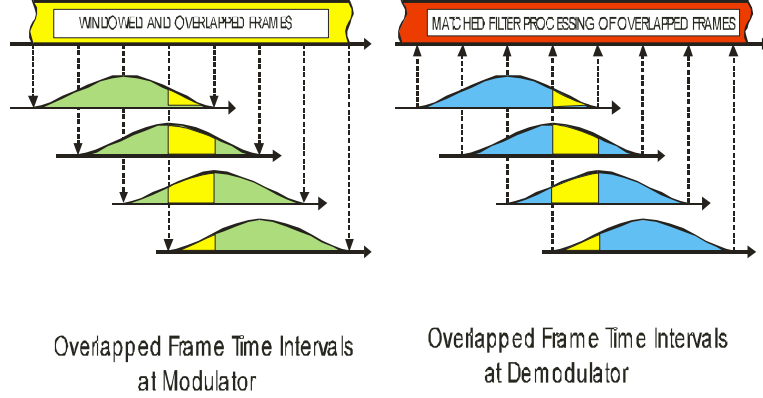 WINDOWED AND OVERLAPPED FRAMES
MATCHED FILTER PROCESSING OF OVERLAPPED FRAMES
Overlapped Frame Time Intervals
at Modulator
Overlapped Frame Time Intervals
at Demodulator